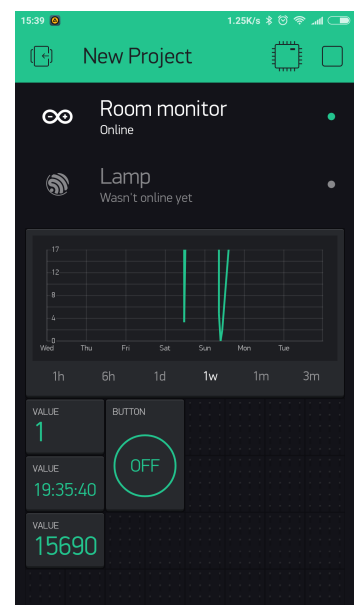 15:39
1.25K/s
New Project
Room monitor
Online
Lamp
Wasn't online yet
17
12
8
4
0
Wed Thu Fri Sat Sun Mon Tue
1h 6h 1d 1w 1m 3m
VALUE
1
BUTTON
OFF
VALUE
19:35:40
VALUE
15690